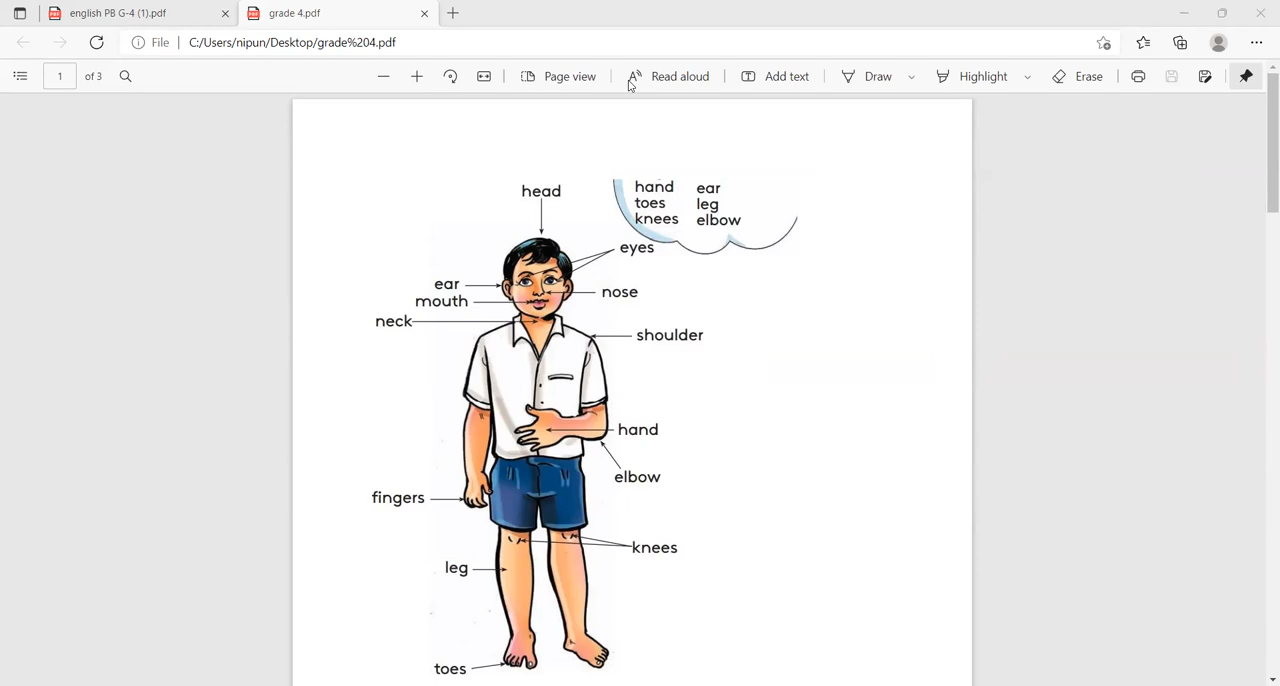 english PB G-4 (1).pdf
grade 4.pdf
File
C:/Users/nipun/Desktop/grade%204.pdf
1 of 3
Page view
Read aloud
Add text
Draw
Highlight
Erase
hand ear
toes leg
knees elbow
head
eyes
ear
nose
mouth
neck
shoulder
hand
elbow
fingers
knees
leg
toes